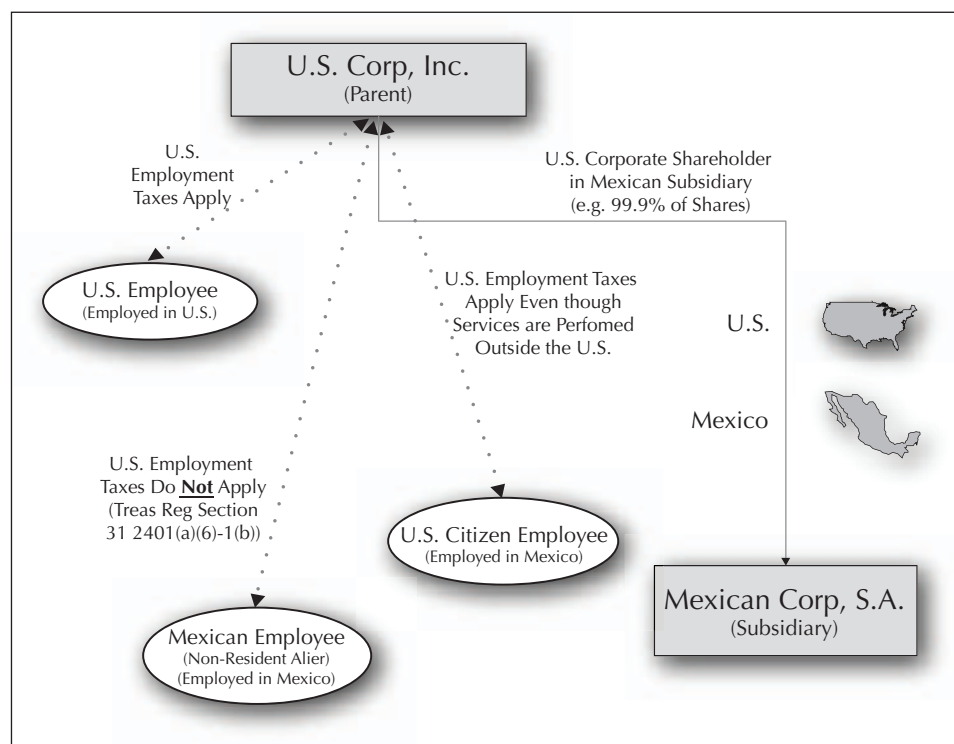 U.S. Corp, Inc.
(Parent)
U.S.
Employment
Taxes Apply
U.S. Corporate Shareholder
in Mexican Subsidiary
(e.g. 99.9% of Shares)
U.S. Employee
(Employed in U.S.)
U.S. Employment Taxes
Apply Even though
Services are Perfomed
Outside the U.S.
U.S.
Mexico
U.S. Employment
Taxes Do Not Apply
(Treas Reg Section
31 2401(a)(6)-1(b))
U.S. Citizen Employee
(Employed in Mexico)
Mexican Corp, S.A.
(Subsidiary)
Mexican Employee
(Non-Resident Alier)
(Employed in Mexico)